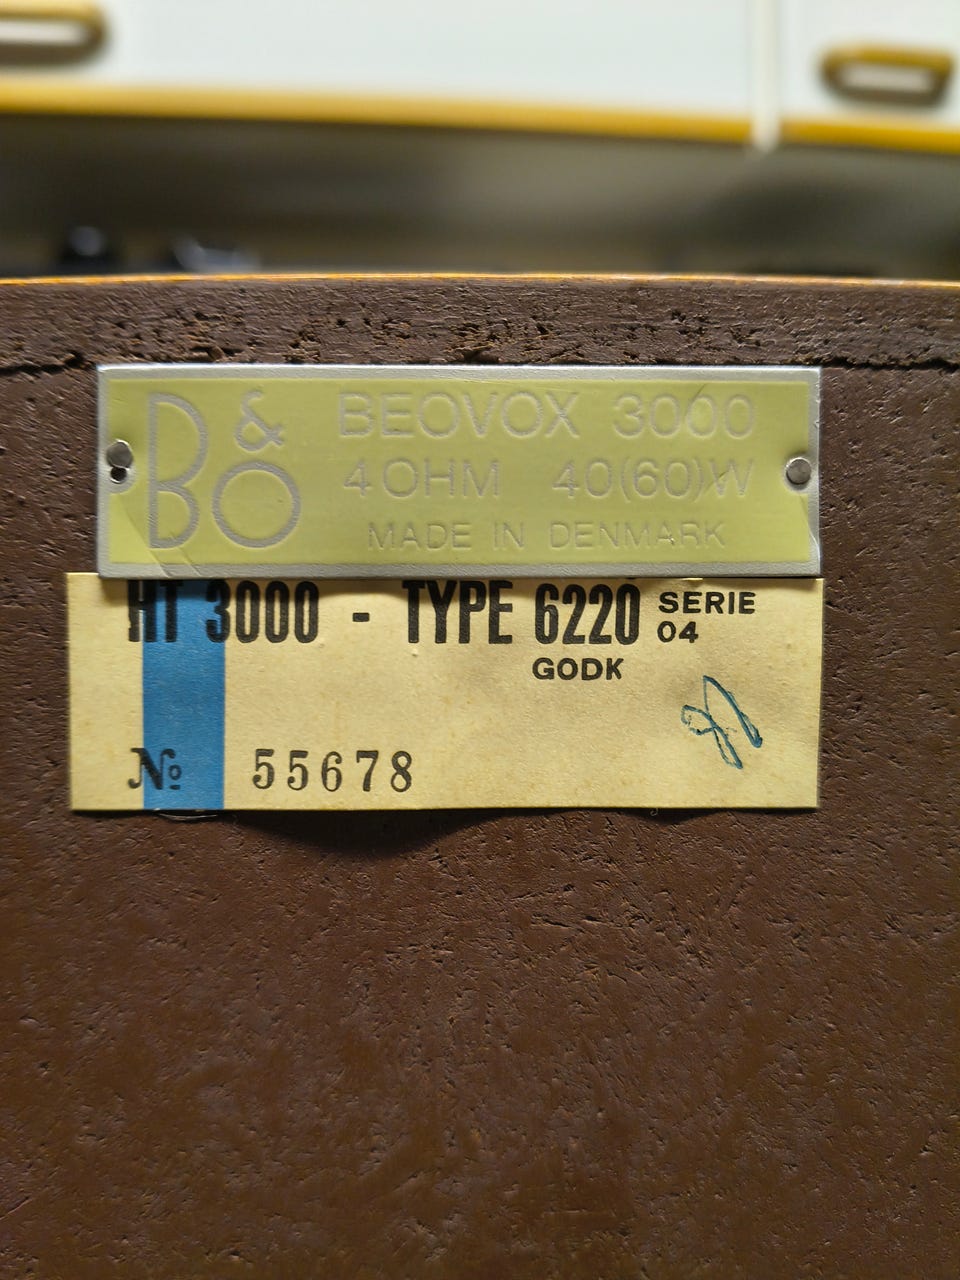 B&O
BEOVOX 3000
4 OHM 40(60)W
MADE IN DENMARK
HT 3000 - TYPE 6220 SERIE 04
GODK
№ 55678